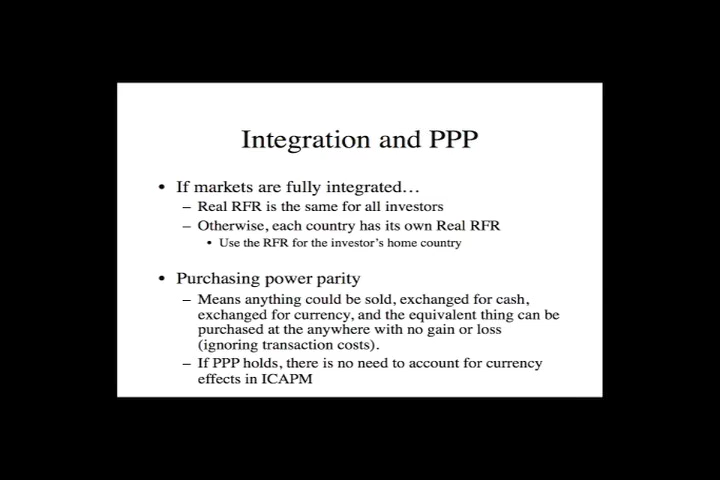 Integration and PPP
• If markets are fully integrated…
– Real RFR is the same for all investors
– Otherwise, each country has its own Real RFR
• Use the RFR for the investor's home country
• Purchasing power parity
– Means anything could be sold, exchanged for cash,
exchanged for currency, and the equivalent thing can be
purchased at the anywhere with no gain or loss
(ignoring transaction costs).
– If PPP holds, there is no need to account for currency
effects in ICAPM